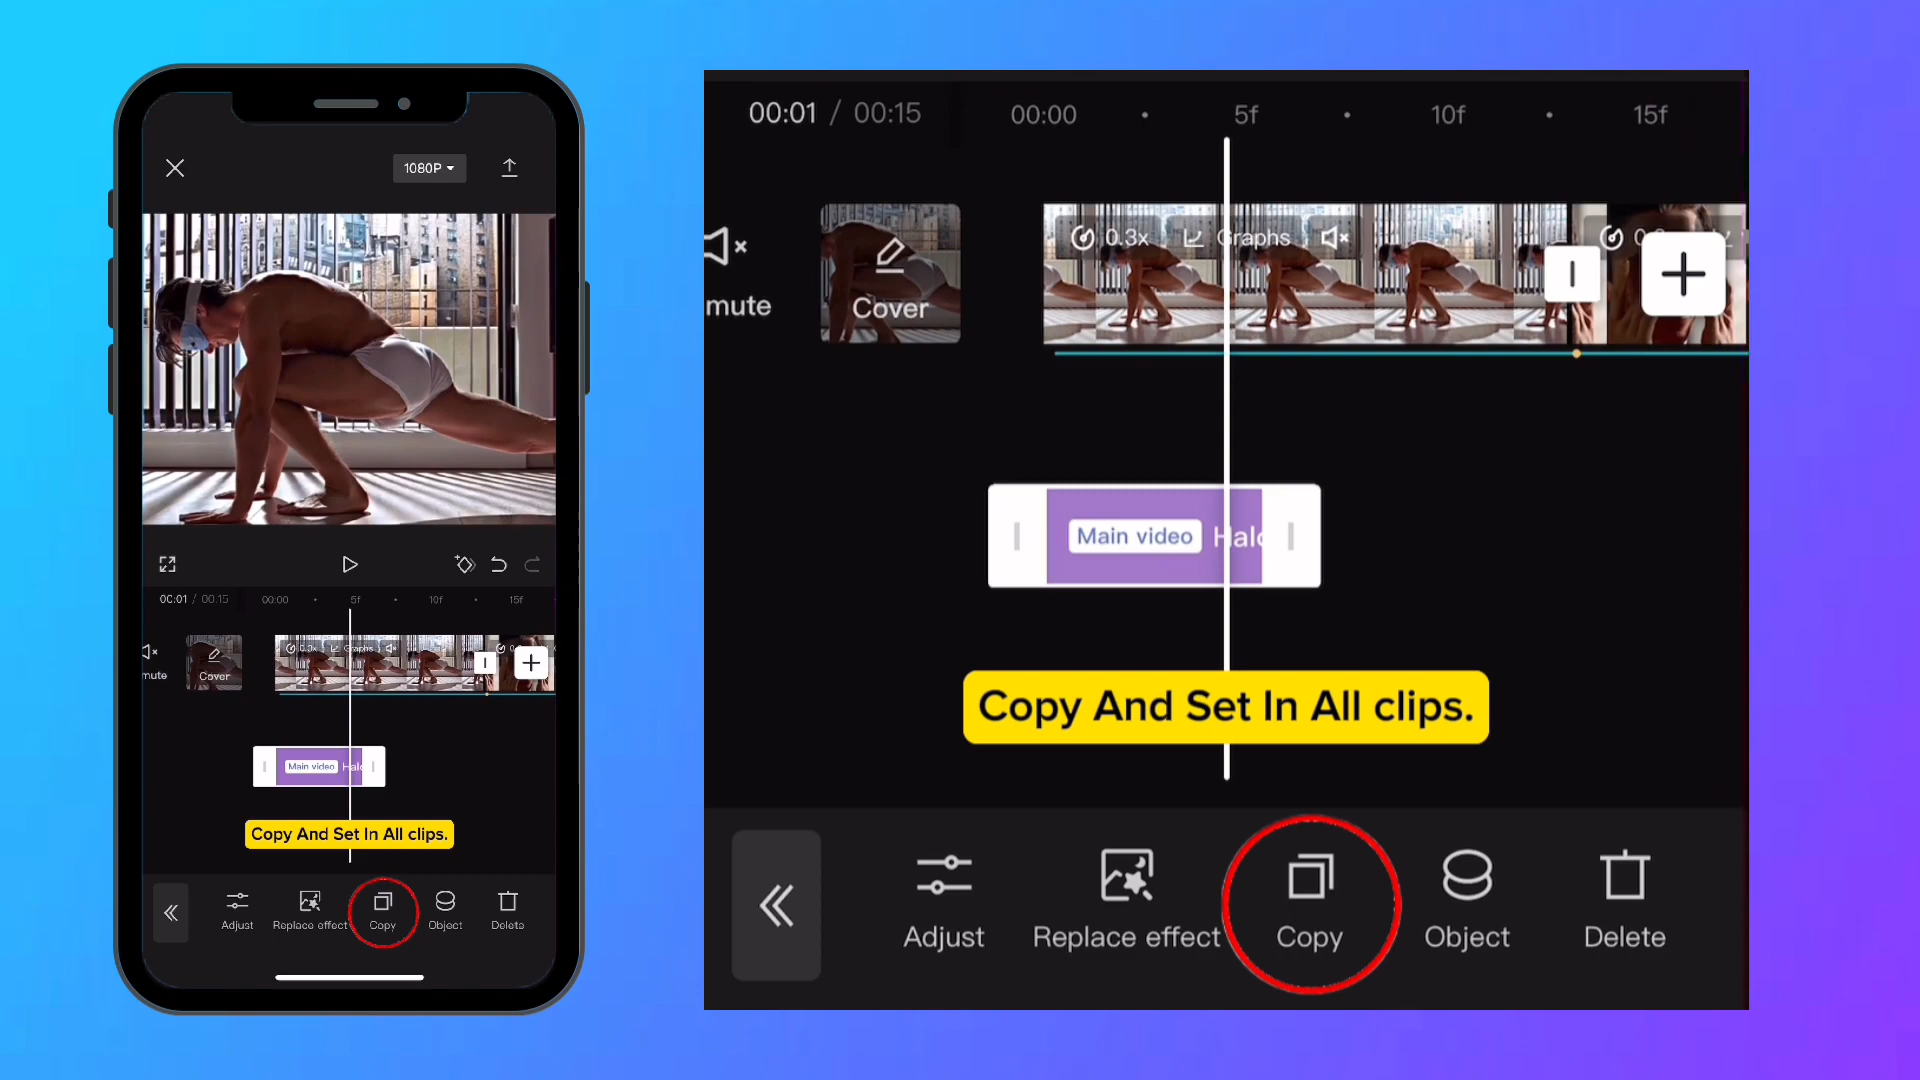 1080P
00:01 / 00:15
00:00
5f
10f
15f
0.3x
Graphs
mute
Cover
Main video
Copy And Set In All clips.
Adjust
Replace effect
Copy
Object
Delete
00:01 / 00:15
00:00
5f
10f
15f
0.3x
Graphs
mute
Cover
Main video
Copy And Set In All clips.
Adjust
Replace effect
Copy
Object
Delete